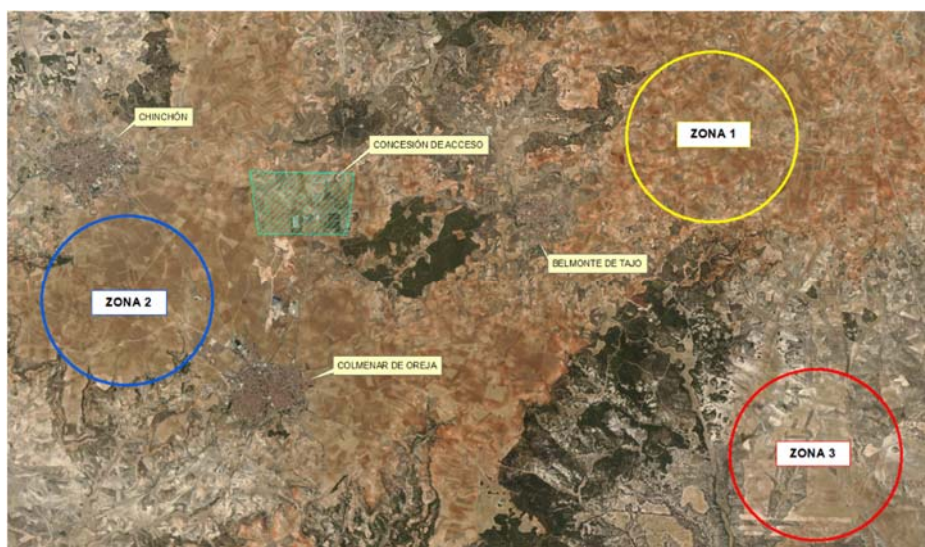 CHINCHÓN
ZONA 1
CONCESIÓN DE ACCESO
BELMONTE DE TAJO
ZONA 2
COLMENAR DE OREJA
ZONA 3